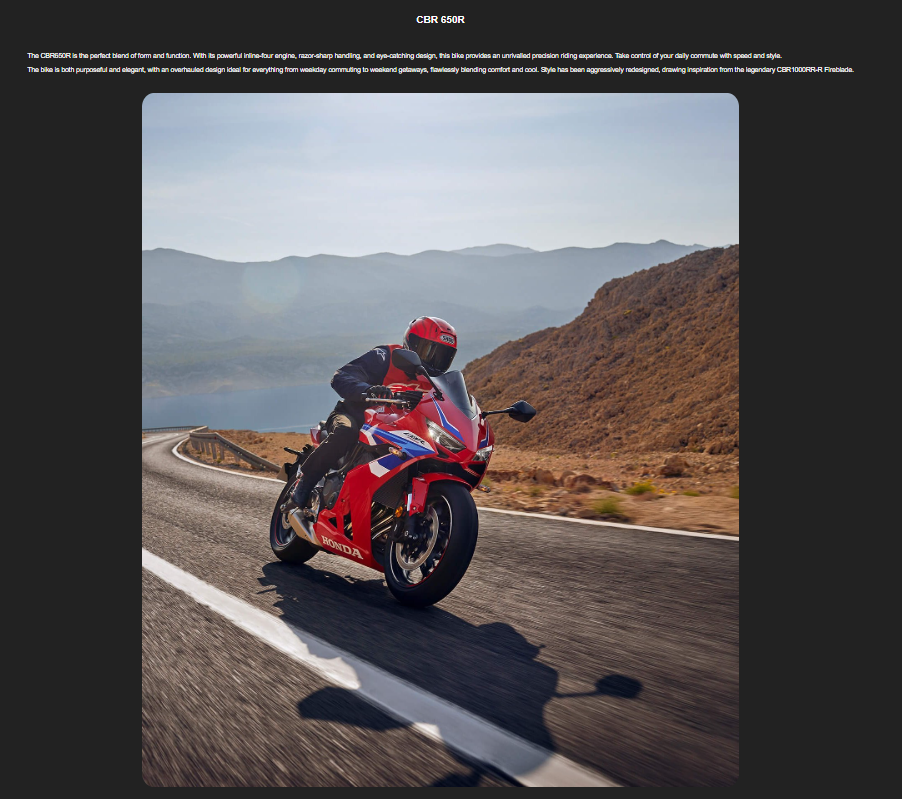 CBR 650R
The CBR650R is the perfect blend of form and function. With its powerful inline-four engine, razor-sharp handling, and eye-catching design, this bike provides an unrivalled precision riding experience. Take control of your daily commute with speed and style.
The bike is both purposeful and elegant, with an overhauled design ideal for everything from weekday commuting to weekend getaways, flawlessly blending comfort and cool. Style has been aggressively redesigned, drawing inspiration from the legendary CBR1000RR-R Fireblade.
HONDA